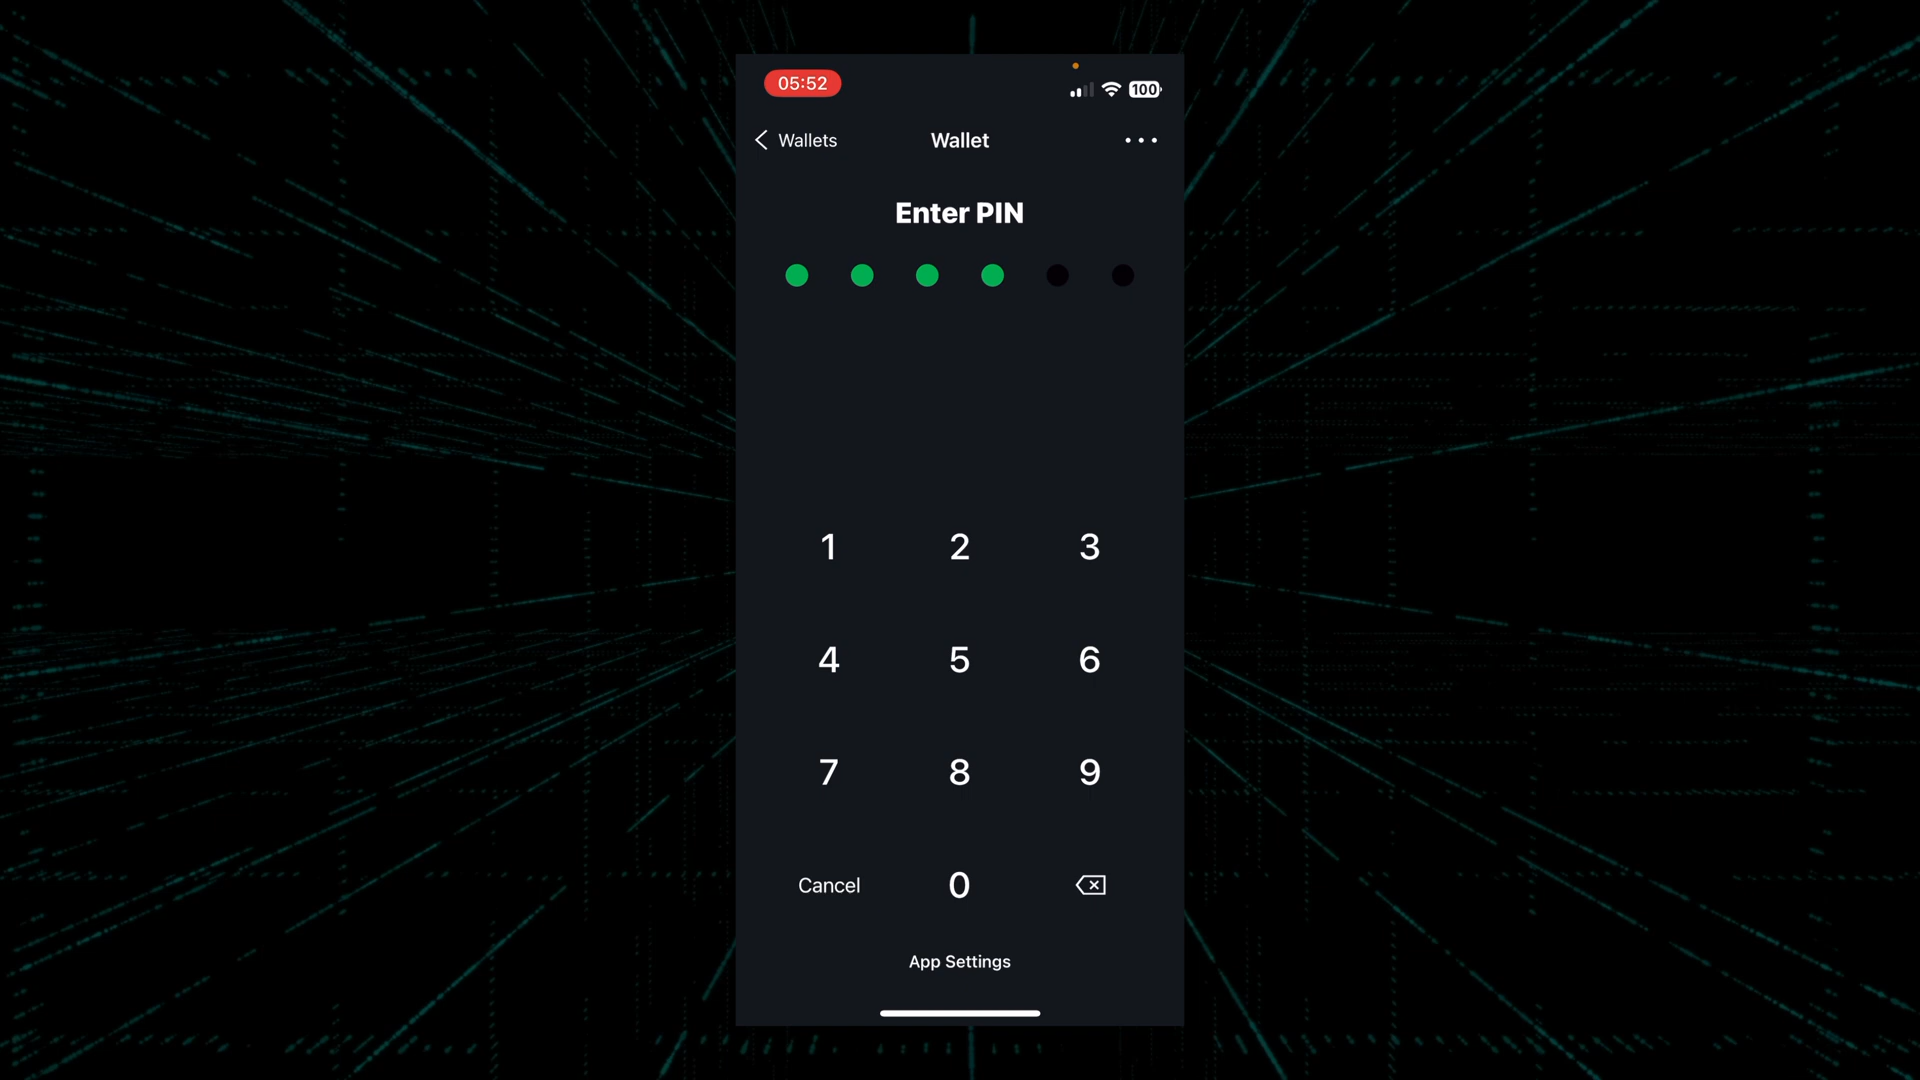 05:52
100
Wallets
Wallet
Enter PIN
1 2 3
4 5 6
7 8 9
Cancel 0
App Settings